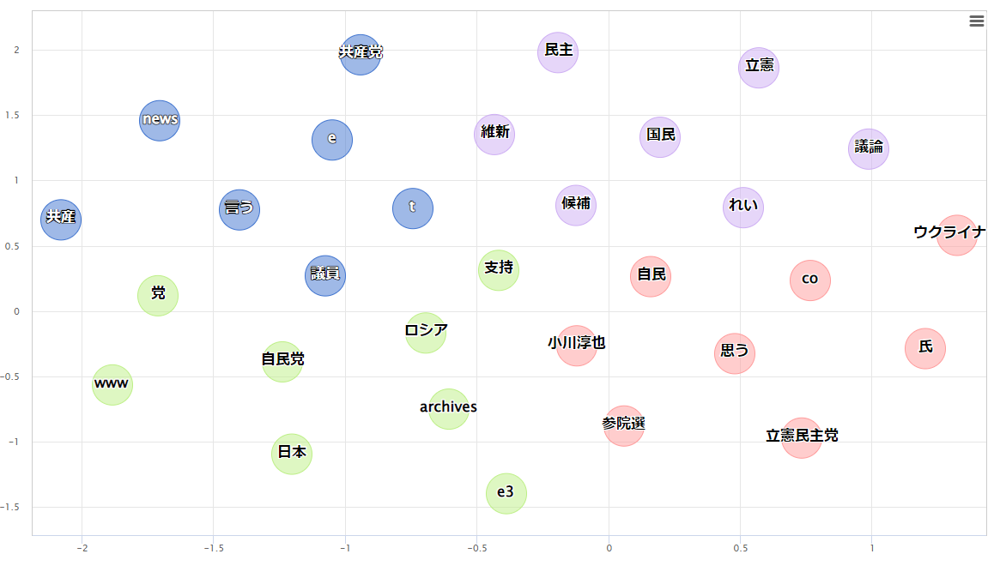 2
1.5
1
0.5
0
−0.5
−1
−1.5
−2
−1.5
−1
−0.5
0
0.5
1
共産党
民主
立憲
news
e
維新
国民
議論
共産
言う
t
候補
れい
ウクライナ
議員
支持
自民
co
党
ロシア
小川淳也
思う
氏
自民党
www
archives
参院選
立憲民主党
日本
e3